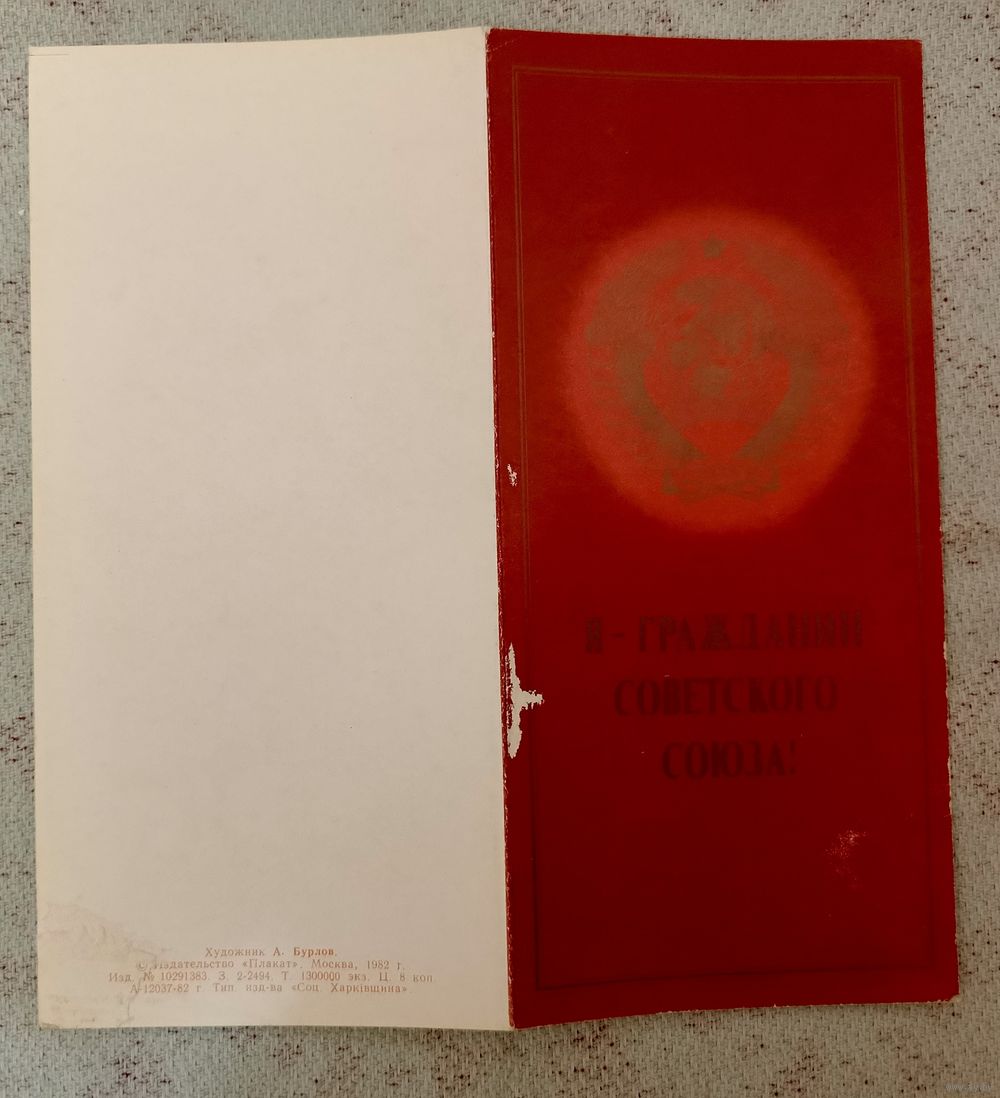 Художник А. Бурлов.
© Издательство «Плакат». Москва, 1982 г.
Изд. № 10291383. З. 2-2494. Т. 1300000 экз. Ц. 8 коп.
А-12037-82 г. Тип. изд-ва «Соц. Харківщина».
Я - ГРАЖДАНИН
СОВЕТСКОГО
СОЮЗА!